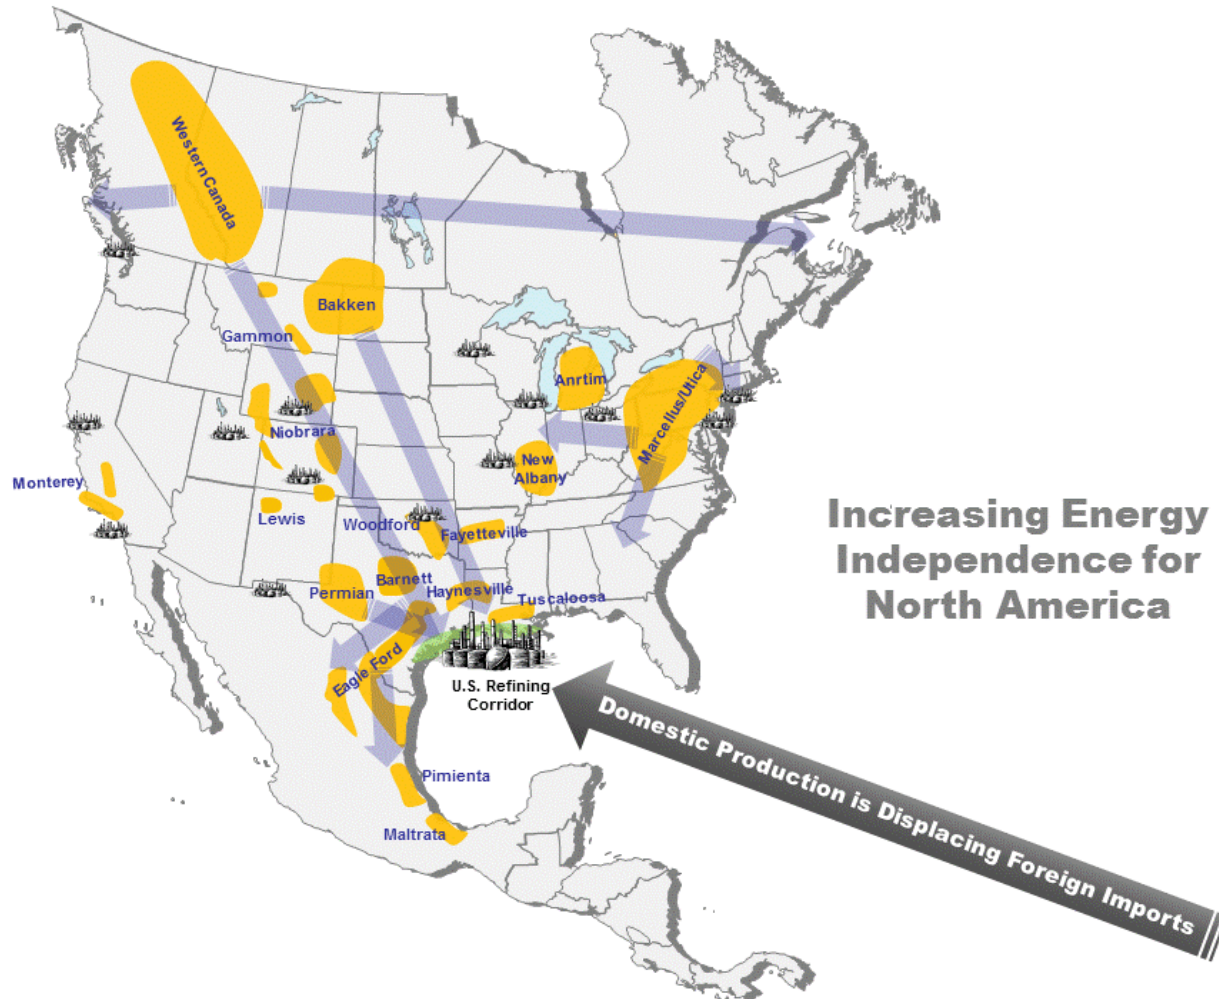 Western Canada
Bakken
Gammon
Anrtim
Marcellus/Utica
Niobrara
New
Albany
Monterey
Lewis
Woodford
Fayetteville
Increasing Energy
Independence for
North America
Barnett
Permian
Haynesville
Tuscaloosa
Eagle Ford
U.S. Refining
Corridor
Domestic Production is Displacing Foreign Imports
Pimienta
Maltrata